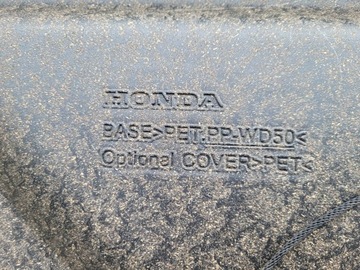 HONDA
BASE>PET.PP-WD50<
Optional COVER>PET<